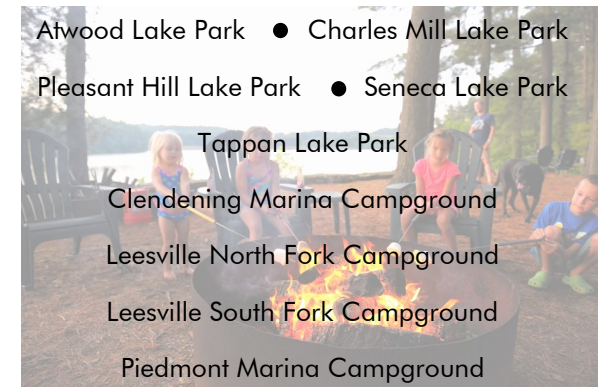 Atwood Lake Park ● Charles Mill Lake Park
Pleasant Hill Lake Park ● Seneca Lake Park
Tappan Lake Park
Clendening Marina Campground
Leesville North Fork Campground
Leesville South Fork Campground
Piedmont Marina Campground